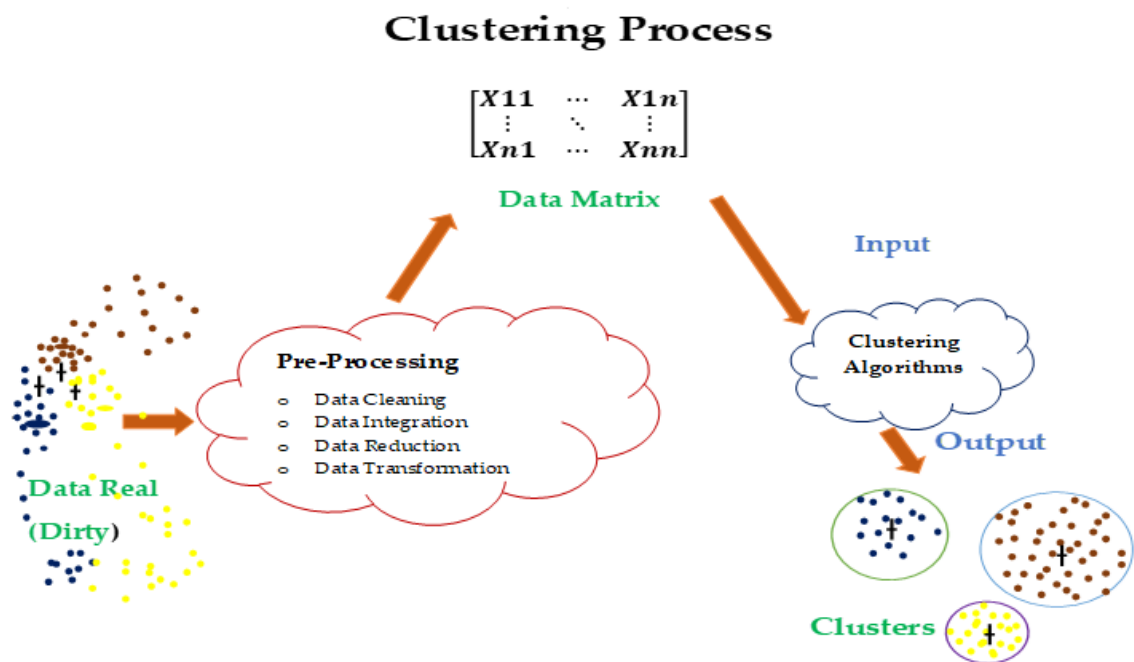 Clustering Process
[X11 ⋯ X1n
⋮ ⋱ ⋮
Xn1 ⋯ Xnn]
Data Matrix
Input
Pre-Processing
o Data Cleaning
o Data Integration
o Data Reduction
o Data Transformation
Clustering
Algorithms
Output
Data Real
(Dirty)
Clusters